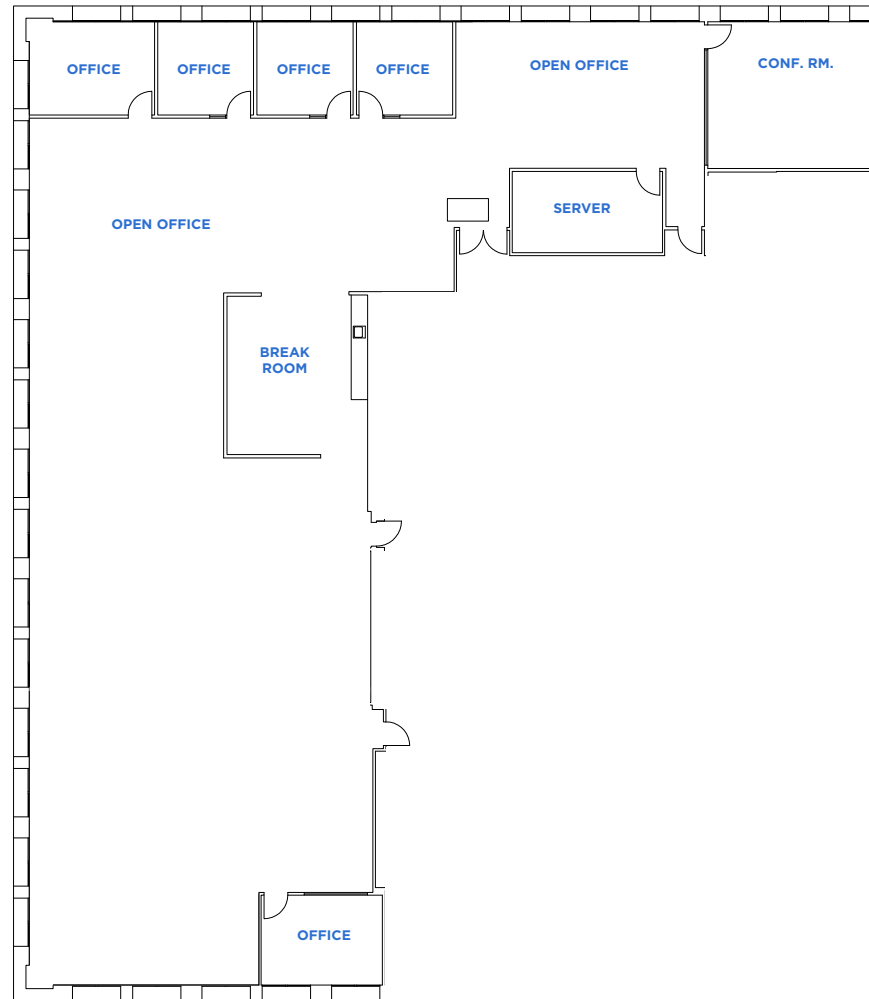 OFFICE
OFFICE
OFFICE
OFFICE
OPEN OFFICE
CONF. RM.
SERVER
OPEN OFFICE
BREAK
ROOM
OFFICE